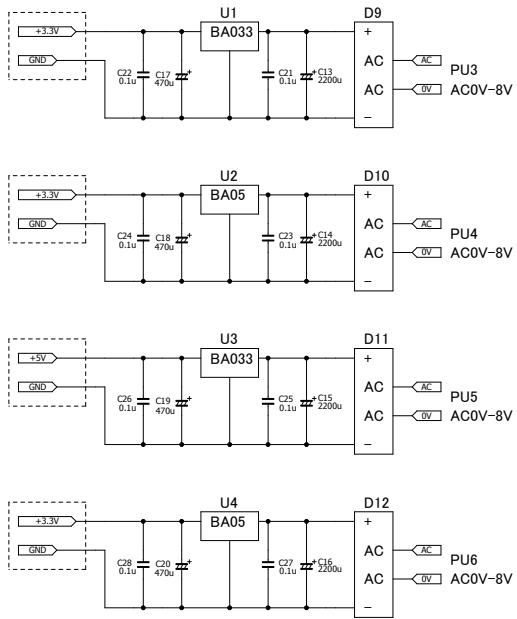 U1 D9
+3.3V BA033 +
GND AC AC PU3
C22 0.1u C17 470u + C21 0.1u + C13 2200u
AC 0V AC0V-8V
−
U2 D10
+3.3V BA05 +
GND AC AC PU4
C24 0.1u C18 470u + C23 0.1u + C14 2200u
AC 0V AC0V-8V
−
U3 D11
+5V BA033 +
GND AC AC PU5
C26 0.1u C19 470u + C25 0.1u + C15 2200u
AC 0V AC0V-8V
−
U4 D12
+3.3V BA05 +
GND AC AC PU6
C28 0.1u C20 470u + C27 0.1u + C16 2200u
AC 0V AC0V-8V
−